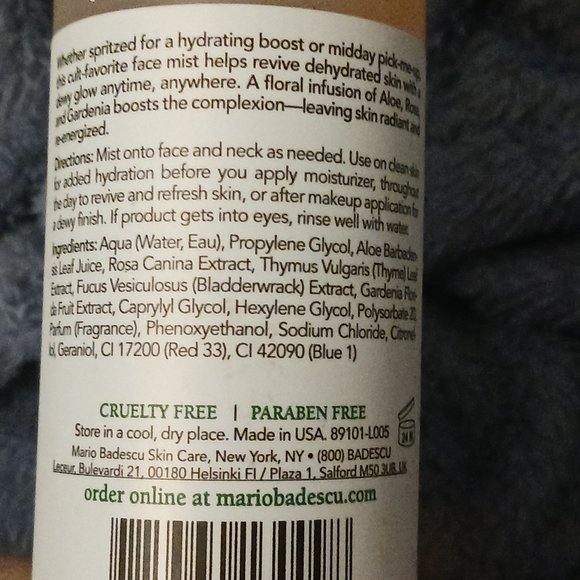 Whether spritzed for a hydrating boost or midday pick-me-up,
this cult-favorite face mist helps revive dehydrated skin with a
dewy glow anytime, anywhere. A floral infusion of Aloe, Rose,
and Gardenia boosts the complexion—leaving skin radiant and
re-energized.
Directions: Mist onto face and neck as needed. Use on clean skin
for added hydration before you apply moisturizer, throughout
the day to revive and refresh skin, or after makeup application for
a dewy finish. If product gets into eyes, rinse well with water.
Ingredients: Aqua (Water, Eau), Propylene Glycol, Aloe Barbaden-
sis Leaf Juice, Rosa Canina Extract, Thymus Vulgaris (Thyme) Leaf
Extract, Fucus Vesiculosus (Bladderwrack) Extract, Gardenia Flori-
da Fruit Extract, Caprylyl Glycol, Hexylene Glycol, Polysorbate 20,
Parfum (Fragrance), Phenoxyethanol, Sodium Chloride, Citronel-
lol, Geraniol, CI 17200 (Red 33), CI 42090 (Blue 1)
CRUELTY FREE | PARABEN FREE
Store in a cool, dry place. Made in USA. 89101-L005
24 M
Mario Badescu Skin Care, New York, NY • (800) BADESCU
Leceur, Bulevardi 21, 00180 Helsinki FI / Plaza 1, Salford M50 3UB, UK
order online at mariobadescu.com